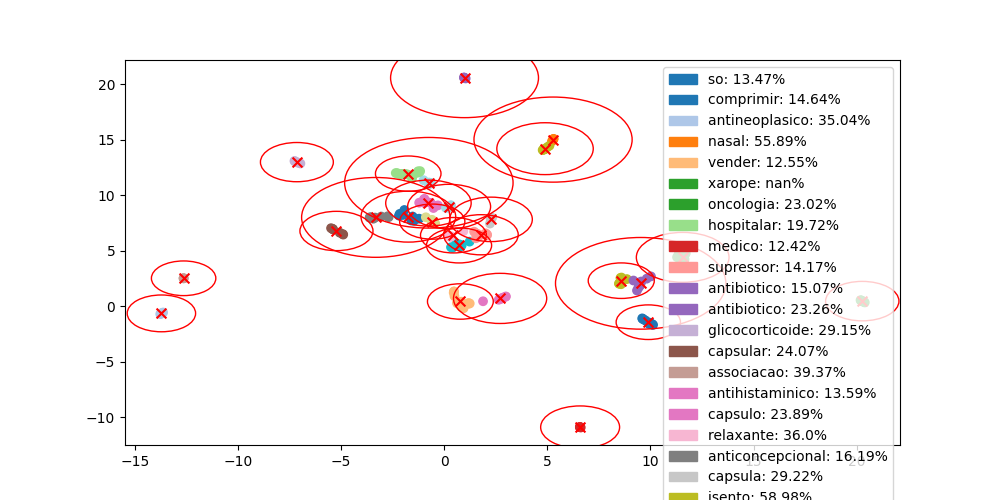 20
15
10
5
0
−5
−10
−15
−10
−5
0
5
10
15
20
so: 13.47%
comprimir: 14.64%
antineoplasico: 35.04%
nasal: 55.89%
vender: 12.55%
xarope: nan%
oncologia: 23.02%
hospitalar: 19.72%
medico: 12.42%
supressor: 14.17%
antibiotico: 15.07%
antibiotico: 23.26%
glicocorticoide: 29.15%
capsular: 24.07%
associacao: 39.37%
antihistaminico: 13.59%
capsulo: 23.89%
relaxante: 36.0%
anticoncepcional: 16.19%
capsula: 29.22%
isento: 58.98%